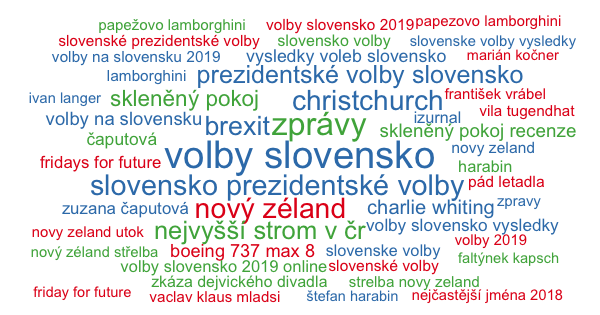 papežovo lamborghini volby slovensko 2019 papezovo lamborghini
slovenské prezidentské volby slovensko volby slovenske volby vysledky
volby na slovensku 2019 vysledky voleb slovensko marián kočner
lamborghini prezidentské volby slovensko
ivan langer skleněný pokoj christchurch františek vrábel
volby na slovensku brexit zprávy izurnal vila tugendhat
čaputová skleněný pokoj recenze
fridays for future volby slovensko novy zeland
harabin
slovensko prezidentské volby pád letadla
zuzana čaputová nový zéland charlie whiting zpravy
novy zeland utok nejvyšší strom v čr volby slovensko vysledky
nový zéland střelba boeing 737 max 8 slovenske volby volby 2019
volby slovensko 2019 online slovenské volby faltýnek kapsch
zkáza dejvického divadla strelba novy zeland
friday for future vaclav klaus mladsi štefan harabin nejčastější jména 2018